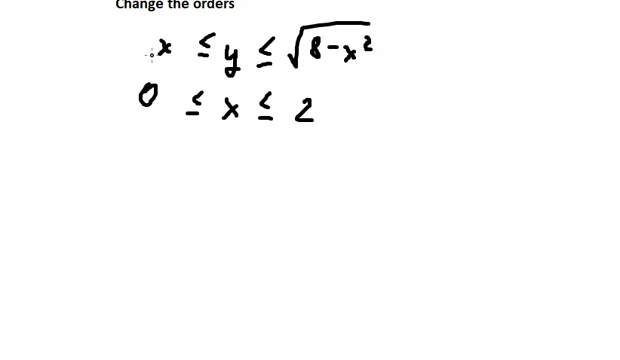 Change the orders
x ≤ y ≤ √(8 - x²)
0 ≤ x ≤ 2